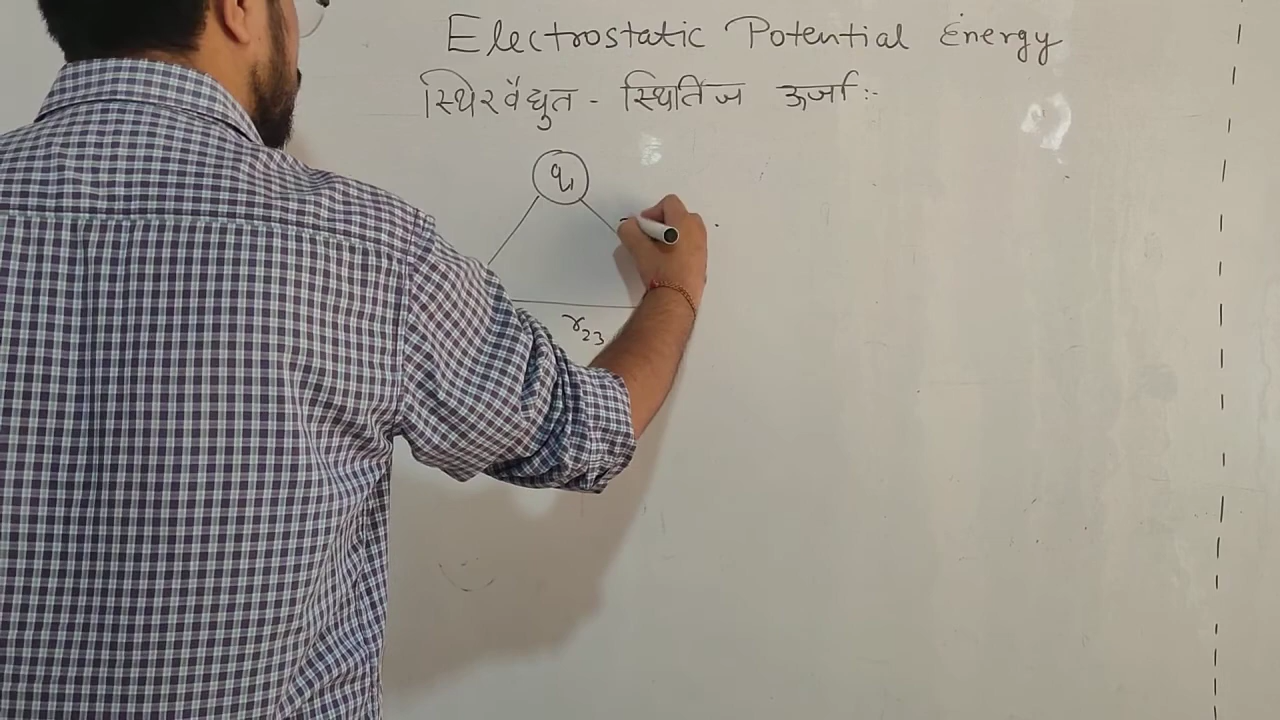 Electrostatic Potential Energy
स्थिरवैद्युत - स्थितिज ऊर्जा :-
q₁
r₂₃